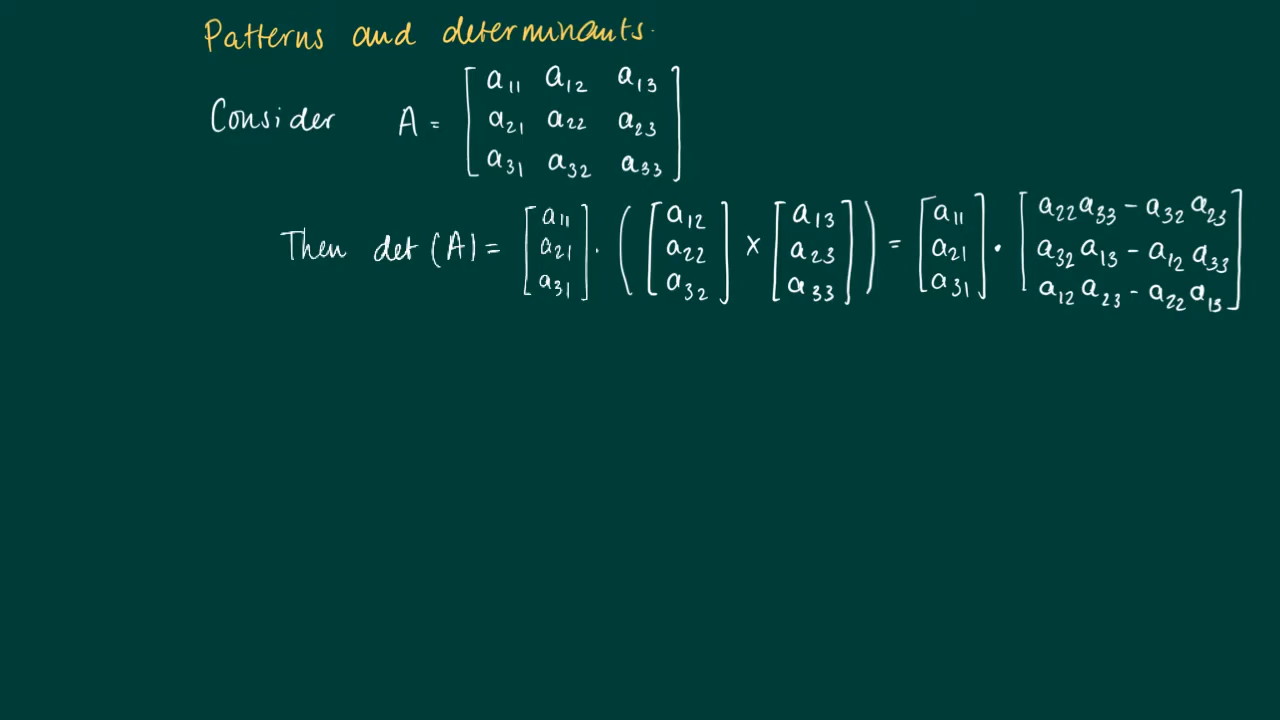 Patterns and determinants.
Consider A = [ a₁₁ a₁₂ a₁₃
a₂₁ a₂₂ a₂₃
a₃₁ a₃₂ a₃₃ ]
Then det (A) = [ a₁₁ a₂₁ a₃₁ ] · ( [ a₁₂ a₂₂ a₃₂ ] × [ a₁₃ a₂₃ a₃₃ ] ) = [ a₁₁ a₂₁ a₃₁ ] · [ a₂₂a₃₃ - a₃₂a₂₃ a₃₂a₁₃ - a₁₂a₃₃ a₁₂a₂₃ - a₂₂a₁₃ ]